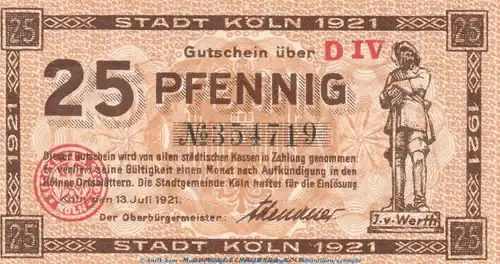 STADT KÖLN 1921
25
25
Gutschein über D IV
25 PFENNIG
1921
1921
№354719
Dieser Gutschein wird von allen städtischen Kassen in Zahlung genommen.
Er verliert seine Gültigkeit einen Monat nach Aufkündigung in den
Kölner Ortsblättern. Die Stadtgemeinde Köln haftet für die Einlösung.
Köln, den 13. Juli 1921.
Der Oberbürgermeister:
J.v.Werth
25
STADT KÖLN 1921
25